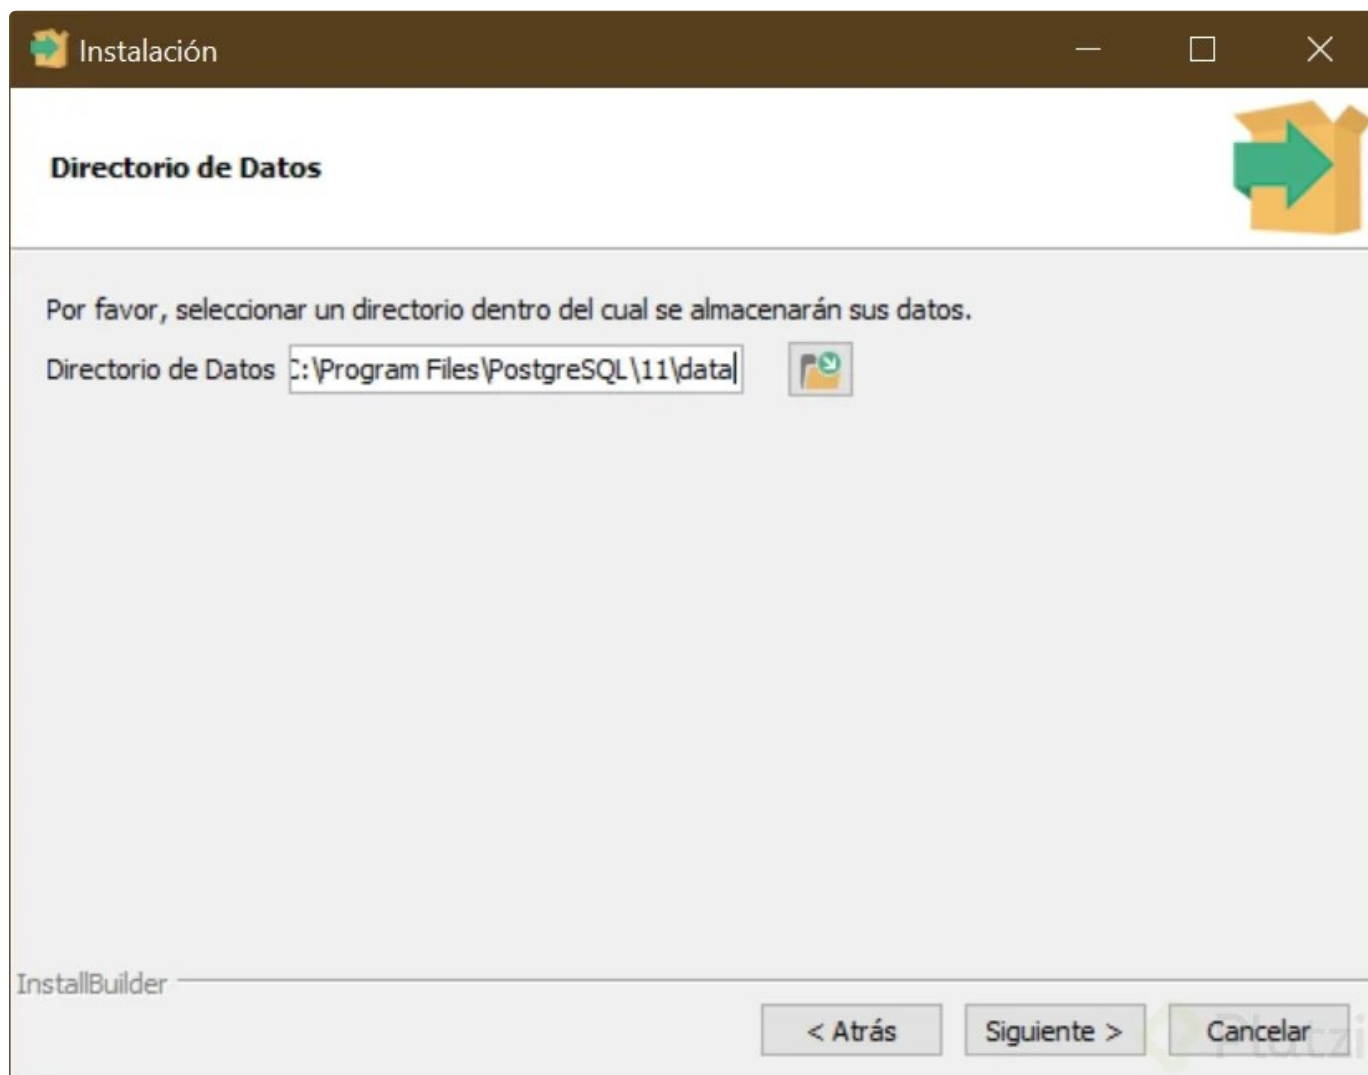 Instalación
Directorio de Datos
Por favor, seleccionar un directorio dentro del cual se almacenarán sus datos.
Directorio de Datos C:\Program Files\PostgreSQL\11\data
InstallBuilder
< Atrás Siguiente > Cancelar
Platzi